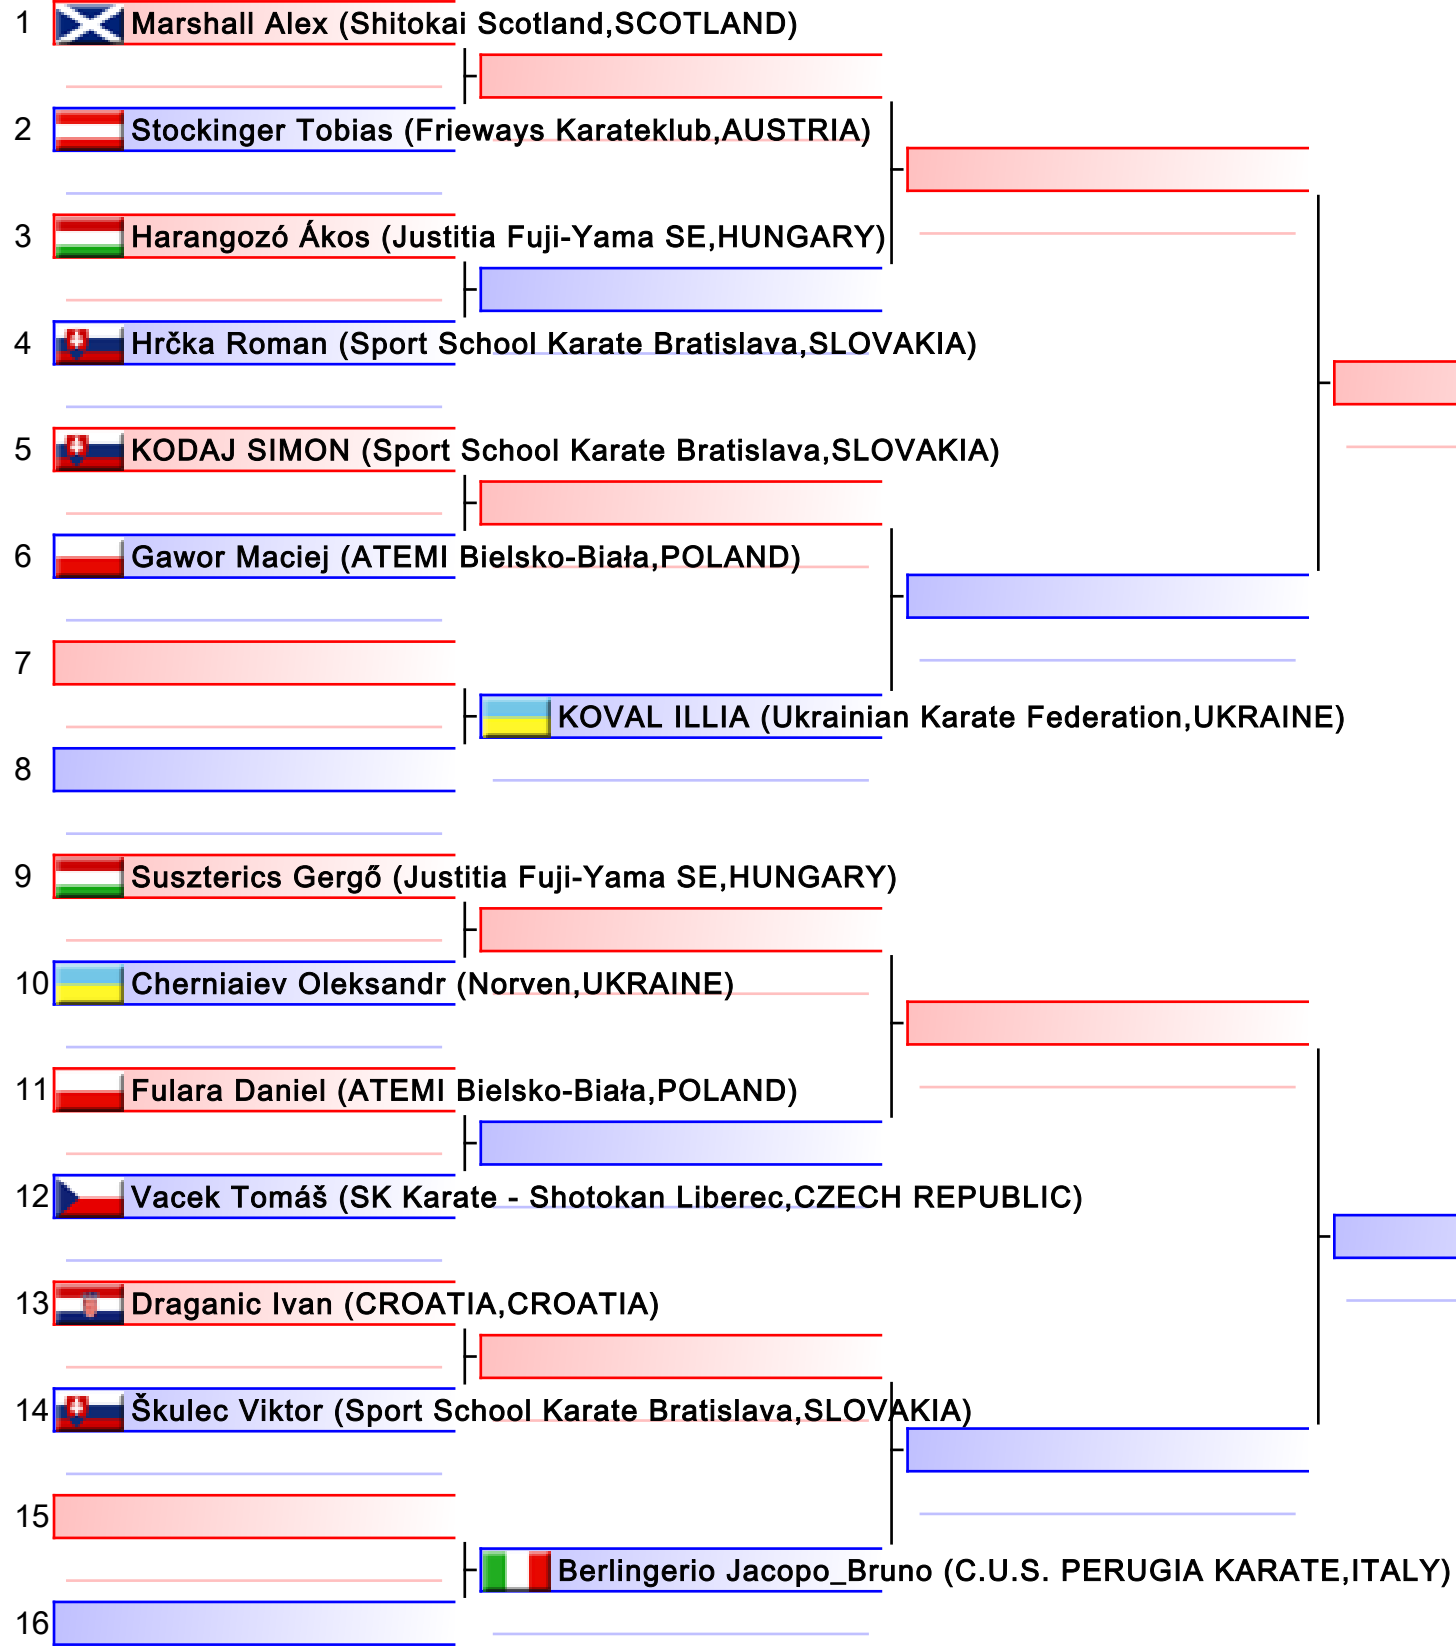 1 Marshall Alex (Shitokai Scotland,SCOTLAND)
2 Stockinger Tobias (Frieways Karateklub,AUSTRIA)
3 Harangozó Ákos (Justitia Fuji-Yama SE,HUNGARY)
4 Hrčka Roman (Sport School Karate Bratislava,SLOVAKIA)
5 KODAJ SIMON (Sport School Karate Bratislava,SLOVAKIA)
6 Gawor Maciej (ATEMI Bielsko-Biała,POLAND)
7
KOVAL ILLIA (Ukrainian Karate Federation,UKRAINE)
8
9 Suszterics Gergő (Justitia Fuji-Yama SE,HUNGARY)
10 Cherniaiev Oleksandr (Norven,UKRAINE)
11 Fulara Daniel (ATEMI Bielsko-Biała,POLAND)
12 Vacek Tomáš (SK Karate - Shotokan Liberec,CZECH REPUBLIC)
13 Draganic Ivan (CROATIA,CROATIA)
14 Škulec Viktor (Sport School Karate Bratislava,SLOVAKIA)
15
Berlingerio Jacopo_Bruno (C.U.S. PERUGIA KARATE,ITALY)
16